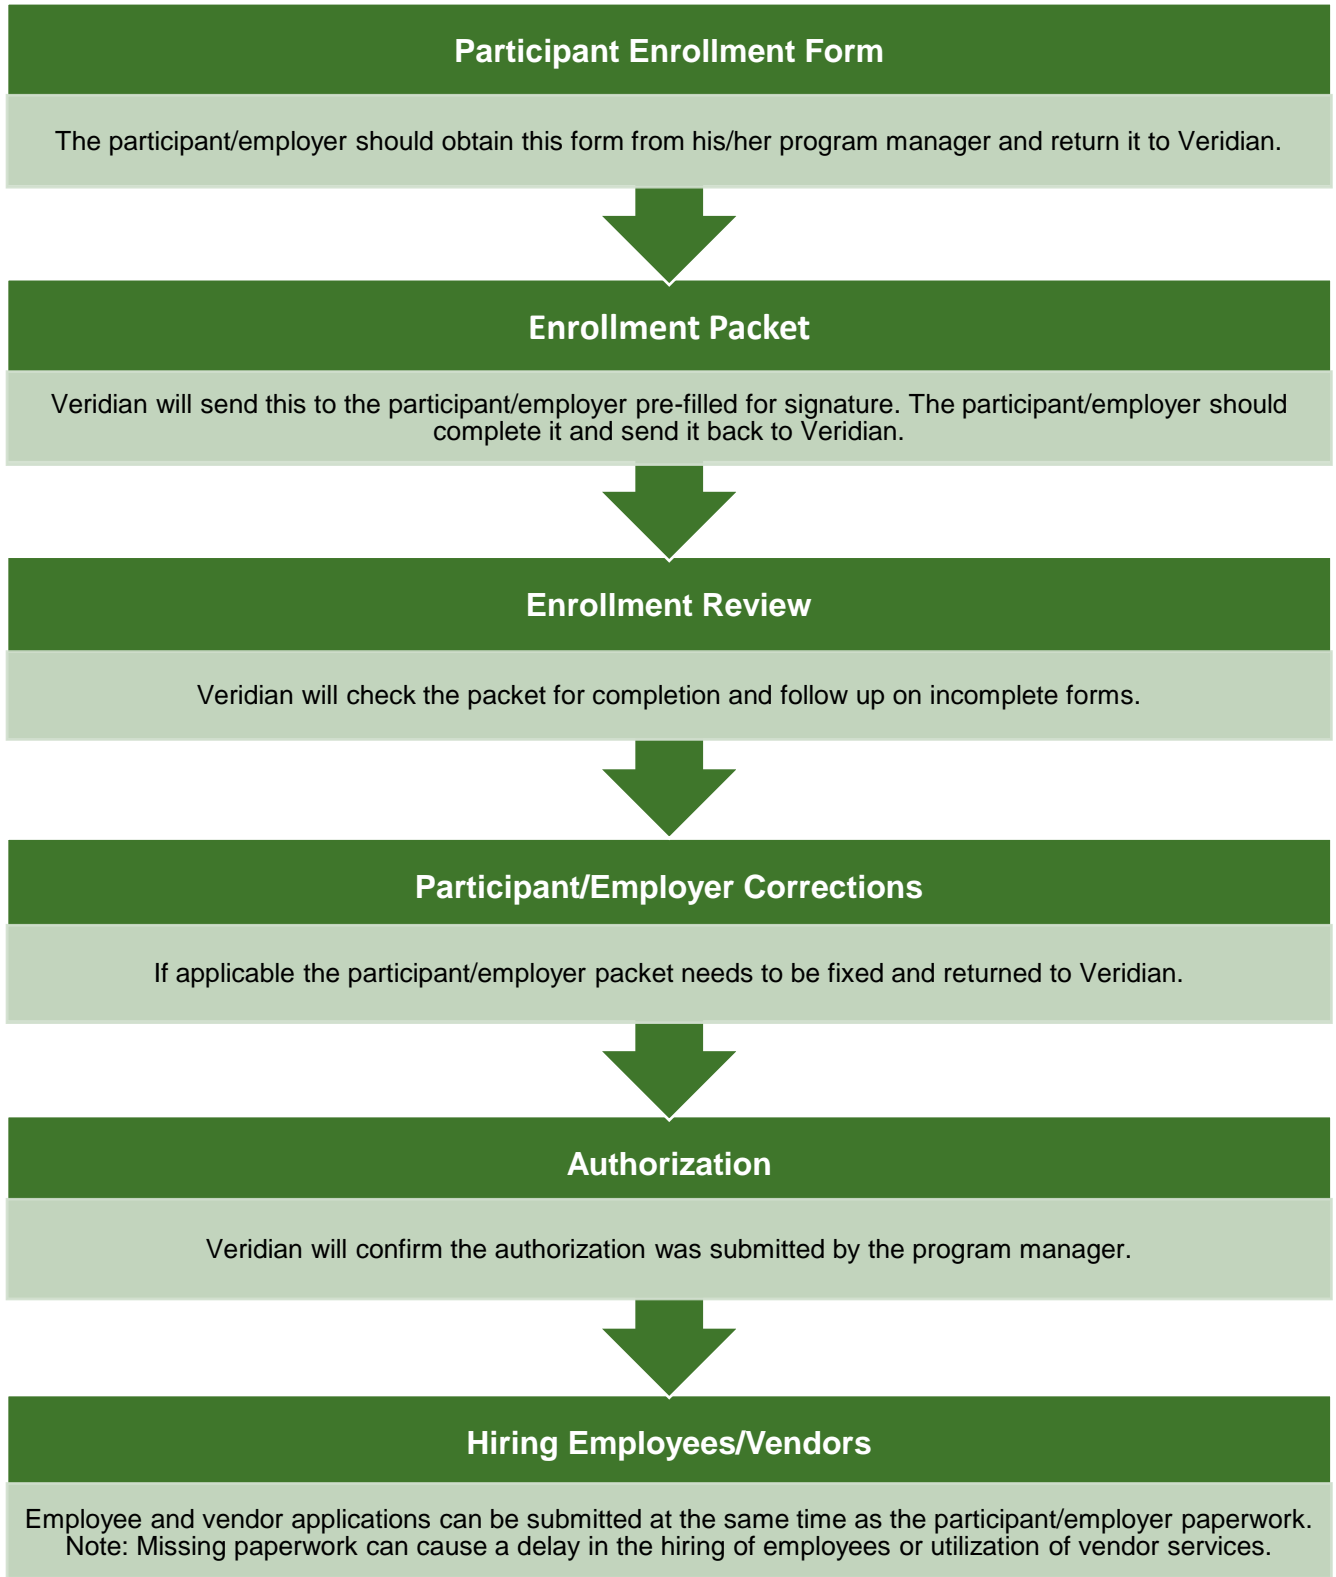 Participant Enrollment Form
The participant/employer should obtain this form from his/her program manager and return it to Veridian.
Enrollment Packet
Veridian will send this to the participant/employer pre-filled for signature. The participant/employer should
complete it and send it back to Veridian.
Enrollment Review
Veridian will check the packet for completion and follow up on incomplete forms.
Participant/Employer Corrections
If applicable the participant/employer packet needs to be fixed and returned to Veridian.
Authorization
Veridian will confirm the authorization was submitted by the program manager.
Hiring Employees/Vendors
Employee and vendor applications can be submitted at the same time as the participant/employer paperwork.
Note: Missing paperwork can cause a delay in the hiring of employees or utilization of vendor services.